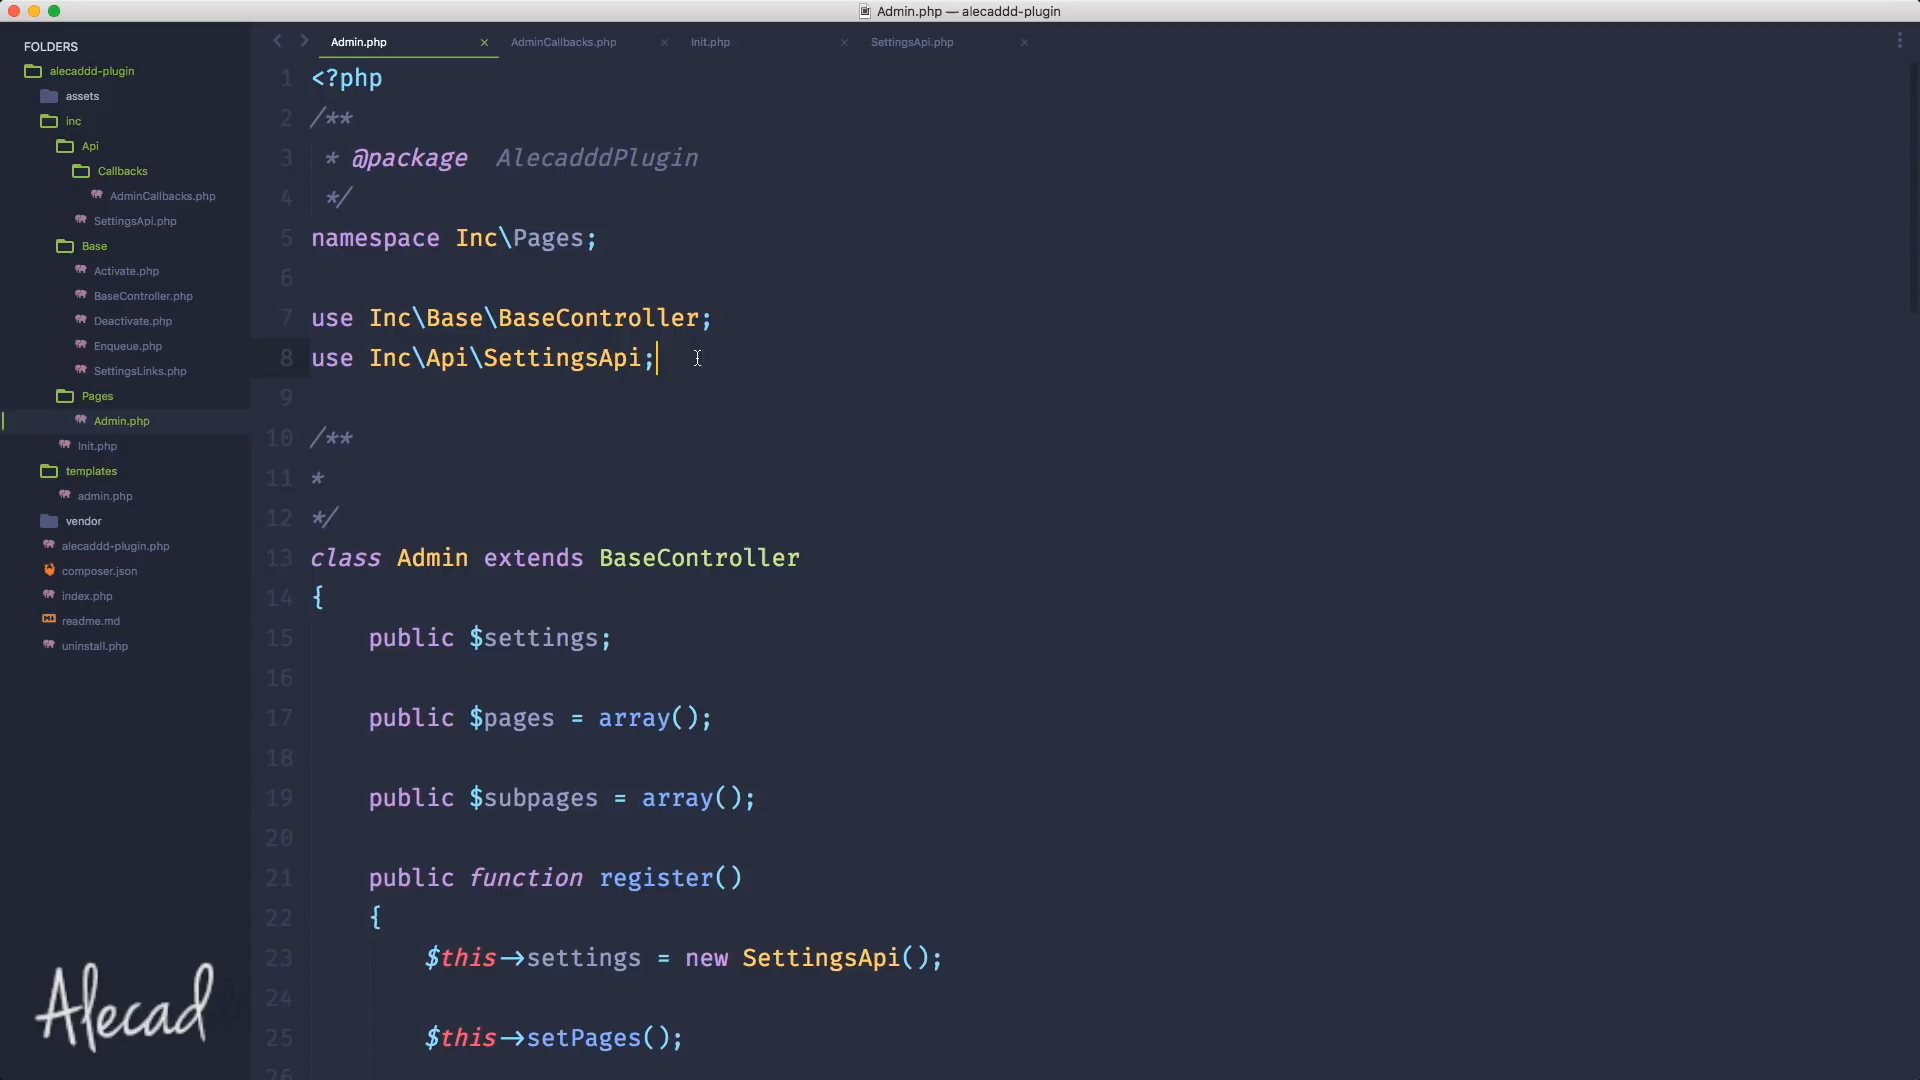 Admin.php — alecaddd-plugin
FOLDERS
alecaddd-plugin
assets
inc
Api
Callbacks
AdminCallbacks.php
SettingsApi.php
Base
Activate.php
BaseController.php
Deactivate.php
Enqueue.php
SettingsLinks.php
Pages
Admin.php
Init.php
templates
admin.php
vendor
alecaddd-plugin.php
composer.json
index.php
readme.md
uninstall.php
Alecad
Admin.php × AdminCallbacks.php × Init.php × SettingsApi.php ×
1 <?php
2 /**
3 * @package AlecadddPlugin
4 */
5 namespace Inc\Pages;
6
7 use Inc\Base\BaseController;
8 use Inc\Api\SettingsApi;
9
10 /**
11 *
12 */
13 class Admin extends BaseController
14 {
15 public $settings;
16
17 public $pages = array();
18
19 public $subpages = array();
20
21 public function register()
22 {
23 $this->settings = new SettingsApi();
24
25 $this->setPages();
26